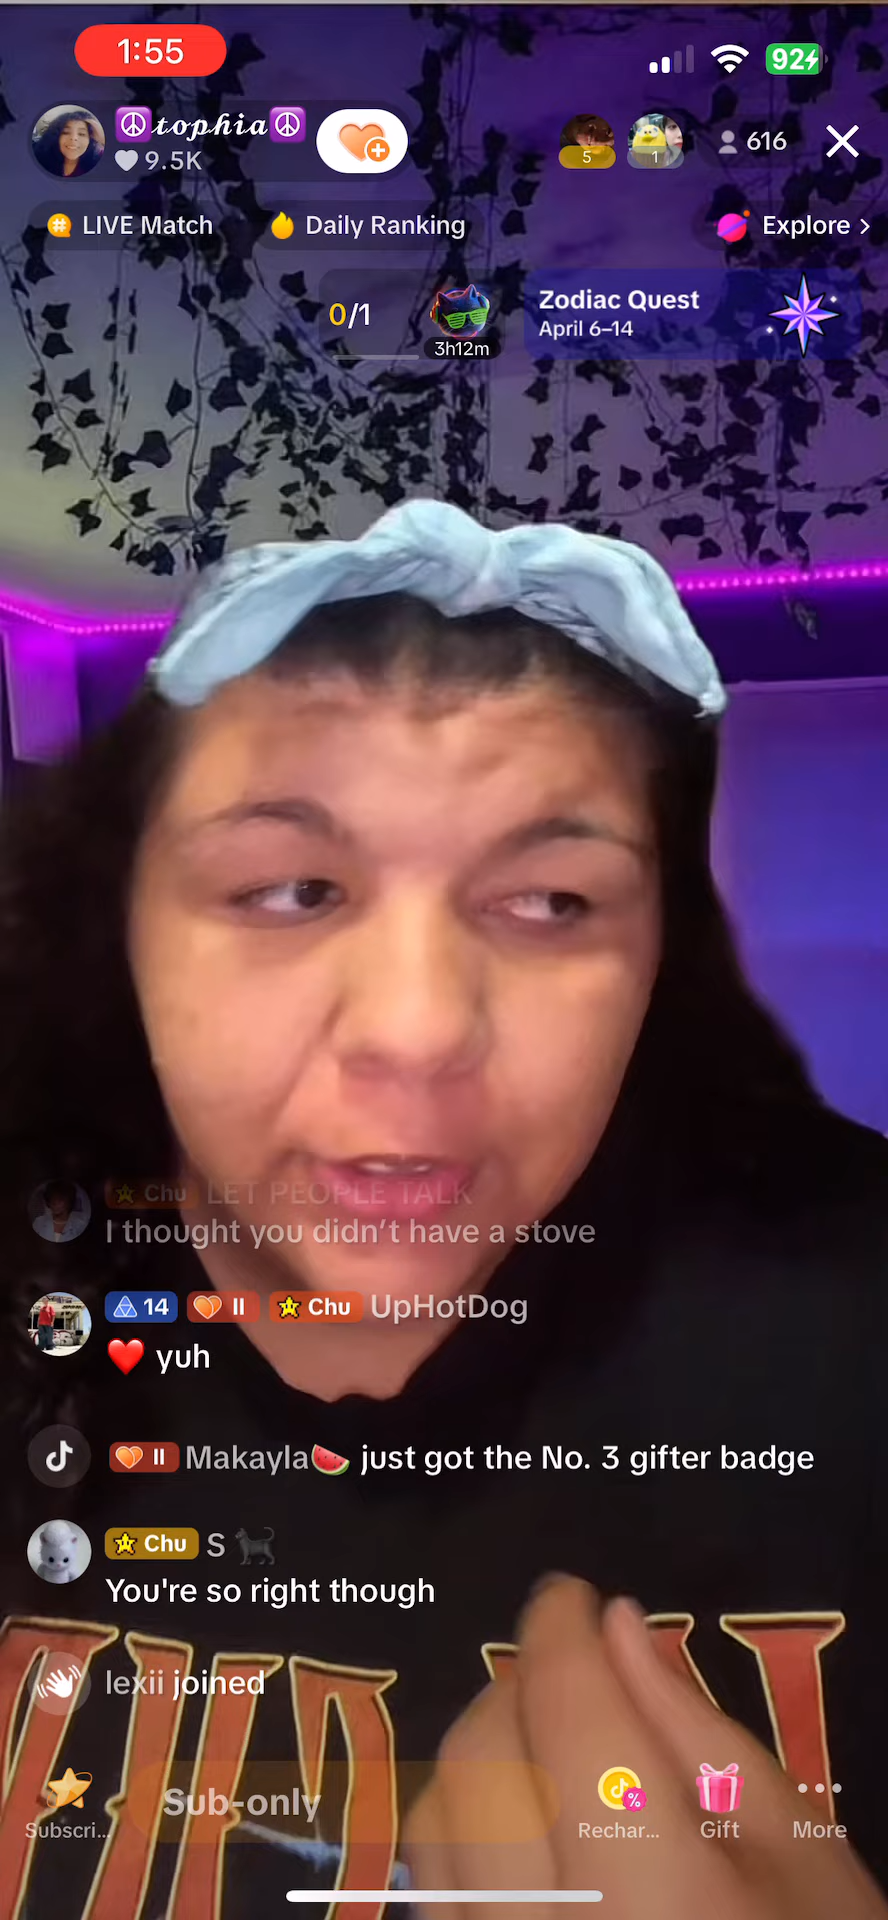 1:55
92
☮tophia☮
9.5K
5
1
616
LIVE Match
Daily Ranking
Explore >
0/1
3h12m
Zodiac Quest
April 6–14
Chu LET PEOPLE TALK
I thought you didn't have a stove
14 II Chu UpHotDog
❤️ yuh
II Makayla🍉 just got the No. 3 gifter badge
Chu S 🐈‍⬛
You're so right though
lexii joined
Sub-only
Subscri...
Rechar...
Gift
More